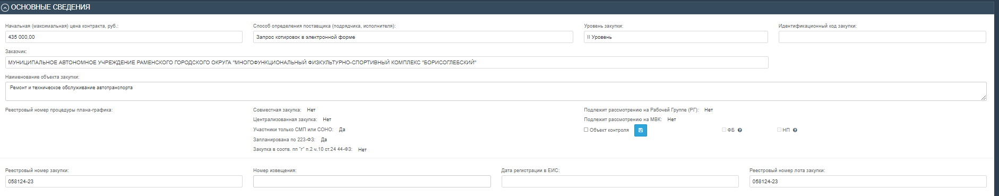 ОСНОВНЫЕ СВЕДЕНИЯ
Начальная (максимальная) цена контракта, руб.: Способ определения поставщика (подрядчика, исполнителя): Уровень закупки: Идентификационный код закупки:
435 000,00 Запрос котировок в электронной форме II Уровень
Заказчик:
МУНИЦИПАЛЬНОЕ АВТОНОМНОЕ УЧРЕЖДЕНИЕ РАМЕНСКОГО ГОРОДСКОГО ОКРУГА "МНОГОФУНКЦИОНАЛЬНЫЙ ФИЗКУЛЬТУРНО-СПОРТИВНЫЙ КОМПЛЕКС "БОРИСОГЛЕБСКИЙ"
Наименование объекта закупки:
Ремонт и техническое обслуживание автотранспорта
Реестровый номер процедуры плана-графика: Совместная закупка: Нет Подлежит рассмотрению на Рабочей Группе (РГ): Нет
Централизованная закупка: Нет Подлежит рассмотрению на МВК: Нет
Участники только СМП или СОНО: Да Объект контроля ФБ НП
Запланирована по 223-ФЗ: Да
Закупка в соотв. пп "г" п.2 ч.10 ст.24 44-ФЗ: Нет
Реестровый номер закупки: Номер извещения: Дата регистрации в ЕИС: Реестровый номер лота закупки:
058124-23 058124-23